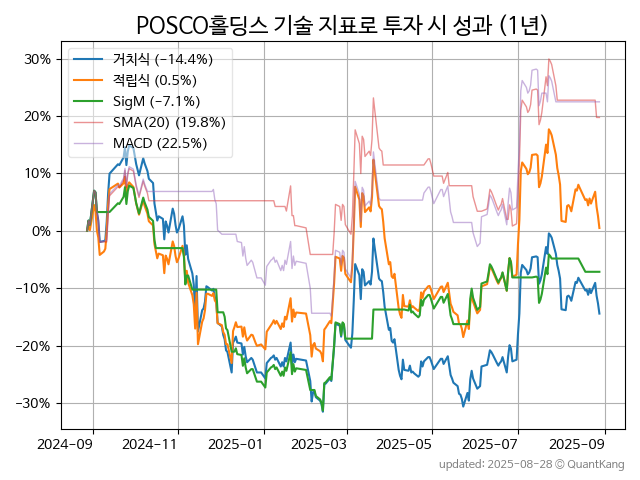 POSCO홀딩스 기술 지표로 투자 시 성과 (1년)
거치식 (−14.4%)
적립식 (0.5%)
SigM (−7.1%)
SMA(20) (19.8%)
MACD (22.5%)
30%
20%
10%
0%
−10%
−20%
−30%
2024-09 2024-11 2025-01 2025-03 2025-05 2025-07 2025-09
updated: 2025-08-28 © QuantKang